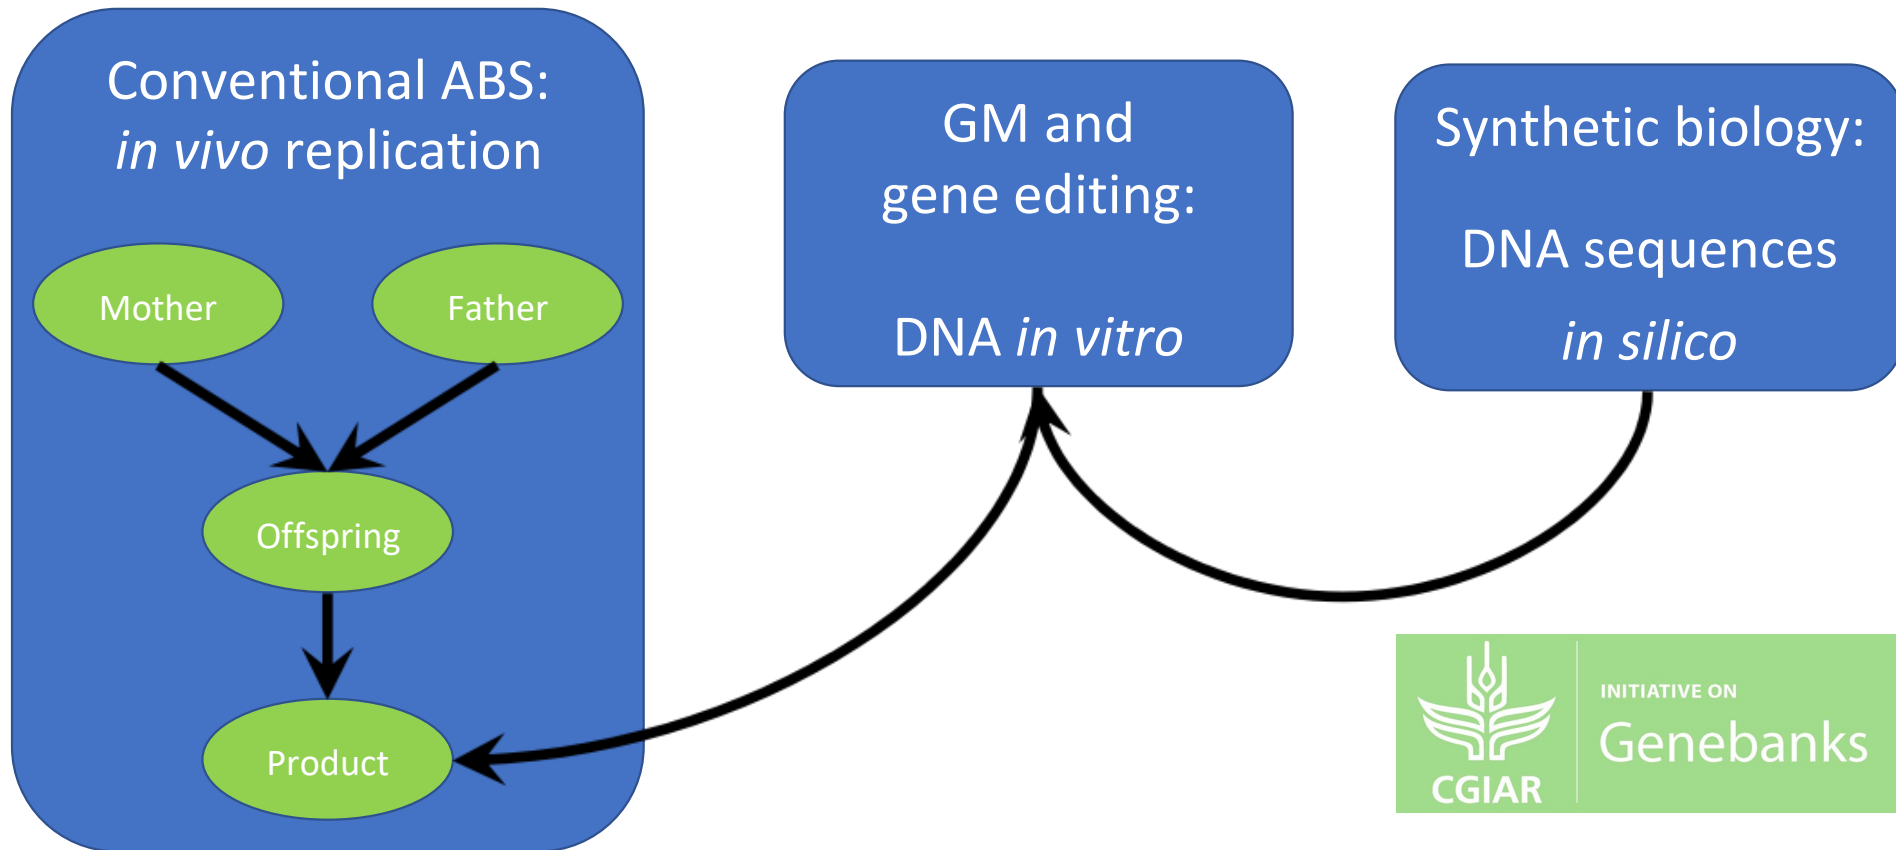 Conventional ABS:
in vivo replication
Mother
Father
Offspring
Product
GM and
gene editing:
DNA in vitro
Synthetic biology:
DNA sequences
in silico
CGIAR
INITIATIVE ON
Genebanks